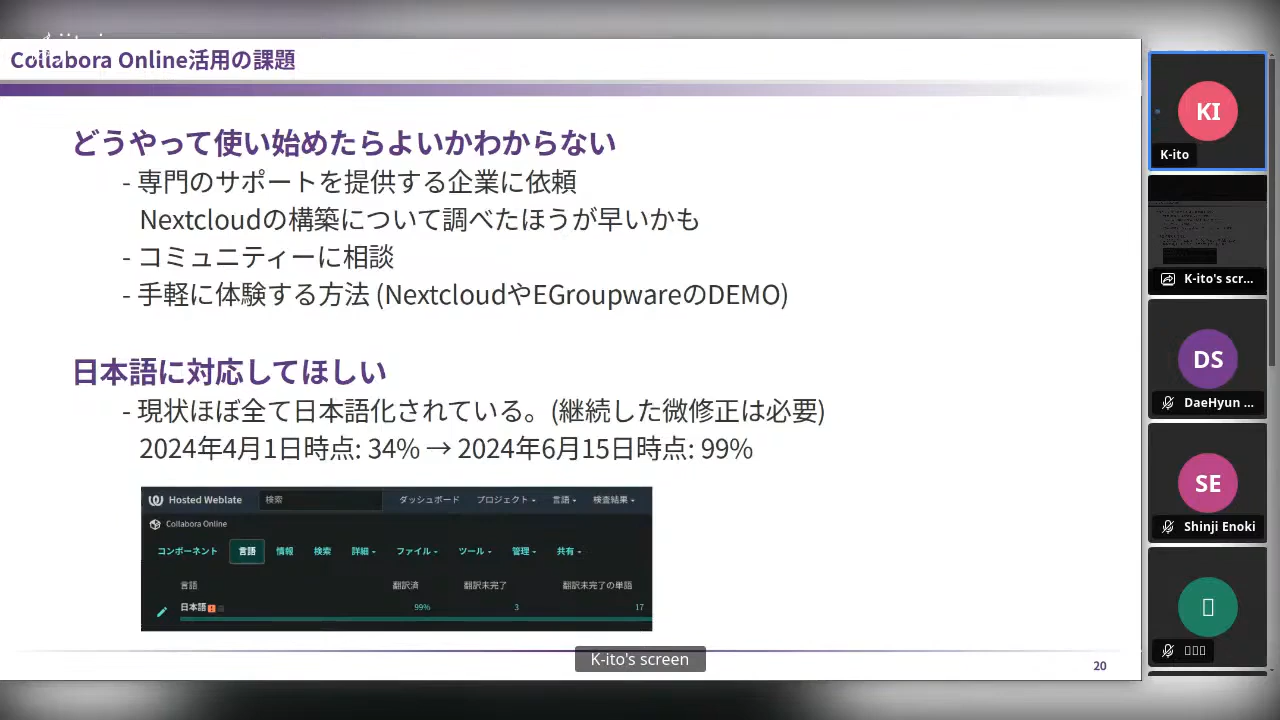 Collabora Online活用の課題
どうやって使い始めたらよいかわからない
- 専門のサポートを提供する企業に依頼
Nextcloudの構築について調べたほうが早いかも
- コミュニティーに相談
- 手軽に体験する方法 (NextcloudやEGroupwareのDEMO)
日本語に対応してほしい
- 現状ほぼ全て日本語化されている。(継続した微修正は必要)
2024年4月1日時点: 34% → 2024年6月15日時点: 99%
Hosted Weblate 検索 ダッシュボード プロジェクト 言語 検査結果
Collabora Online
コンポーネント 言語 情報 検索 詳細 ファイル ツール 管理 共有
言語 翻訳済 翻訳未完了 翻訳未完了の単語
日本語 99% 3 17
K-ito's screen
20
KI
K-ito
K-ito's scr...
DS
DaeHyun ...
SE
Shinji Enoki